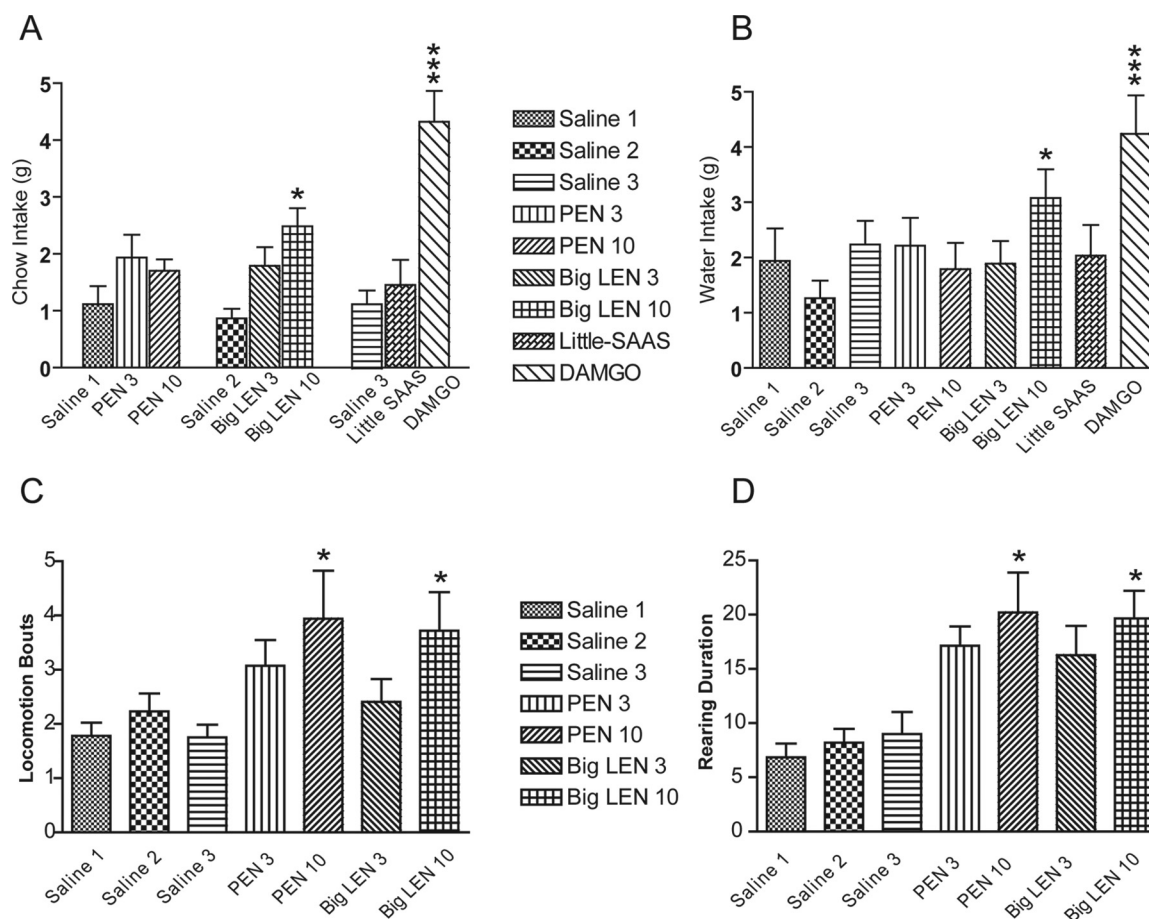 A
Chow Intake (g)
5
4
3
2
1
0
*
***
Saline 1
PEN 3
PEN 10
Saline 2
Big LEN 3
Big LEN 10
Saline 3
Little SAAS
DAMGO
Saline 1
Saline 2
Saline 3
PEN 3
PEN 10
Big LEN 3
Big LEN 10
Little-SAAS
DAMGO
B
Water Intake (g)
5
4
3
2
1
0
*
***
Saline 1
Saline 2
Saline 3
PEN 3
PEN 10
Big LEN 3
Big LEN 10
Little SAAS
DAMGO
C
Locomotion Bouts
5
4
3
2
1
0
*
*
Saline 1
Saline 2
Saline 3
PEN 3
PEN 10
Big LEN 3
Big LEN 10
Saline 1
Saline 2
Saline 3
PEN 3
PEN 10
Big LEN 3
Big LEN 10
D
Rearing Duration
25
20
15
10
5
0
*
*
Saline 1
Saline 2
Saline 3
PEN 3
PEN 10
Big LEN 3
Big LEN 10